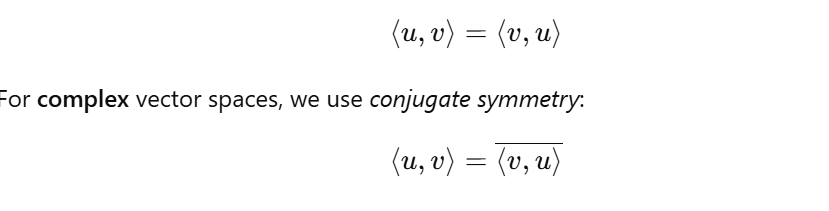 ⟨u, v⟩ = ⟨v, u⟩
For complex vector spaces, we use conjugate symmetry:
⟨u, v⟩ = \overline{⟨v, u⟩}